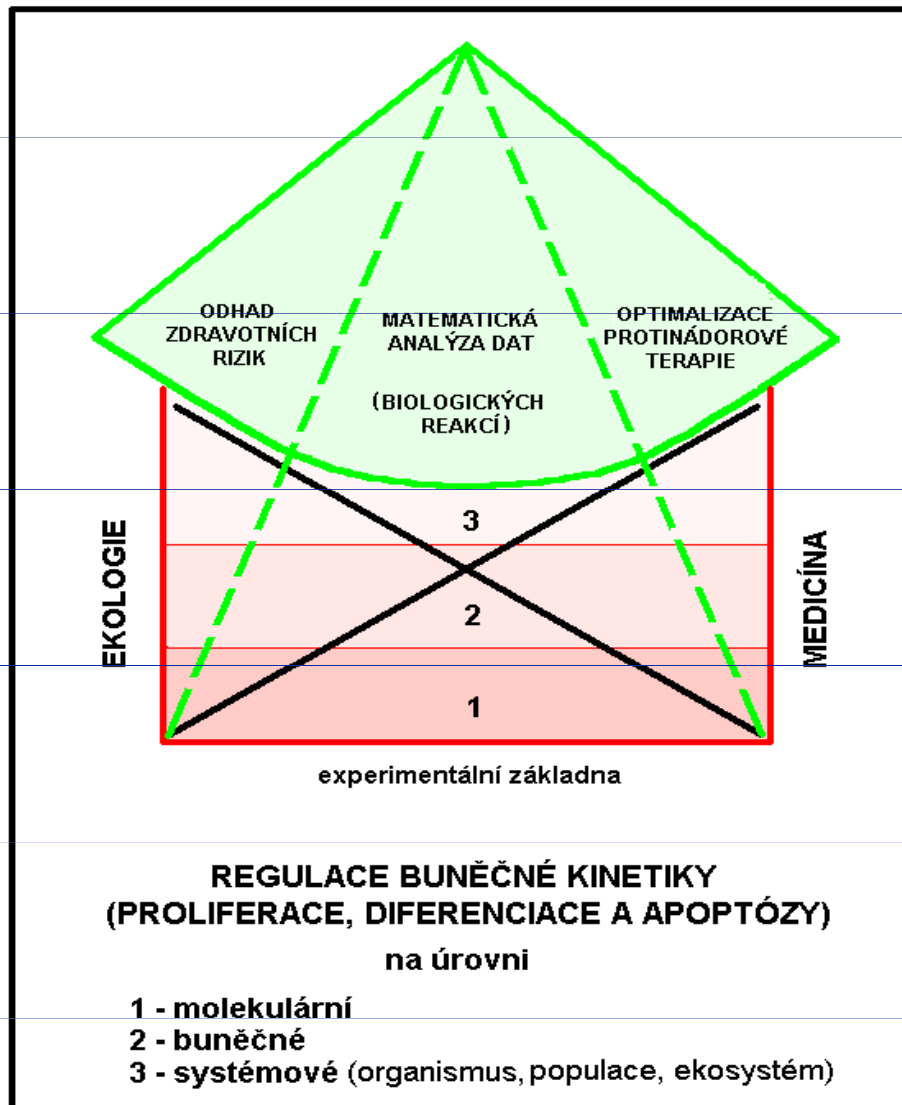 ODHAD
ZDRAVOTNÍCH
RIZIK
MATEMATICKÁ
ANALÝZA DAT
(BIOLOGICKÝCH
REAKCÍ)
OPTIMALIZACE
PROTINÁDOROVÉ
TERAPIE
EKOLOGIE
3
2
1
MEDICÍNA
experimentální základna
REGULACE BUNĚČNÉ KINETIKY
(PROLIFERACE, DIFERENCIACE A APOPTÓZY)
na úrovni
1 - molekulární
2 - buněčné
3 - systémové (organismus, populace, ekosystém)